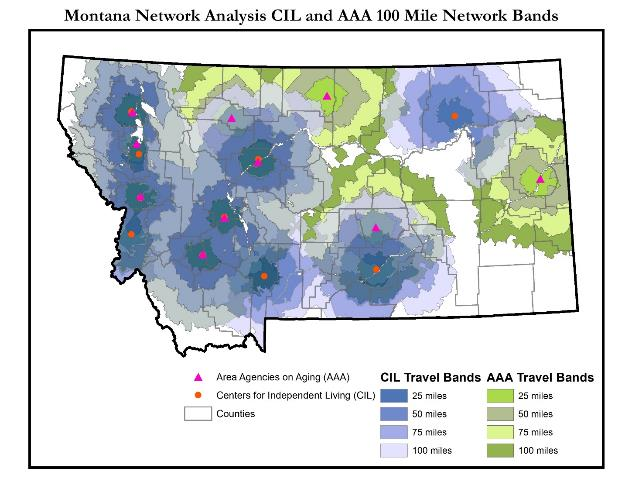 Montana Network Analysis CIL and AAA 100 Mile Network Bands
Area Agencies on Aging (AAA)
Centers for Independent Living (CIL)
Counties
CIL Travel Bands
25 miles
50 miles
75 miles
100 miles
AAA Travel Bands
25 miles
50 miles
75 miles
100 miles